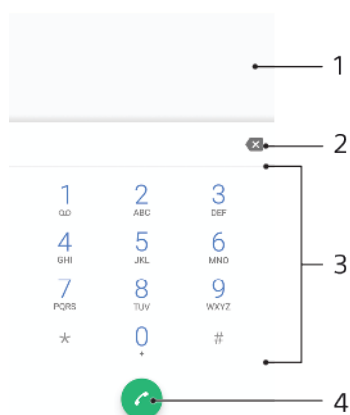 1
2
1 2 3
ABC DEF
4 5 6
GHI JKL MNO
3
7 8 9
PQRS TUV WXYZ
* 0 #
+
4